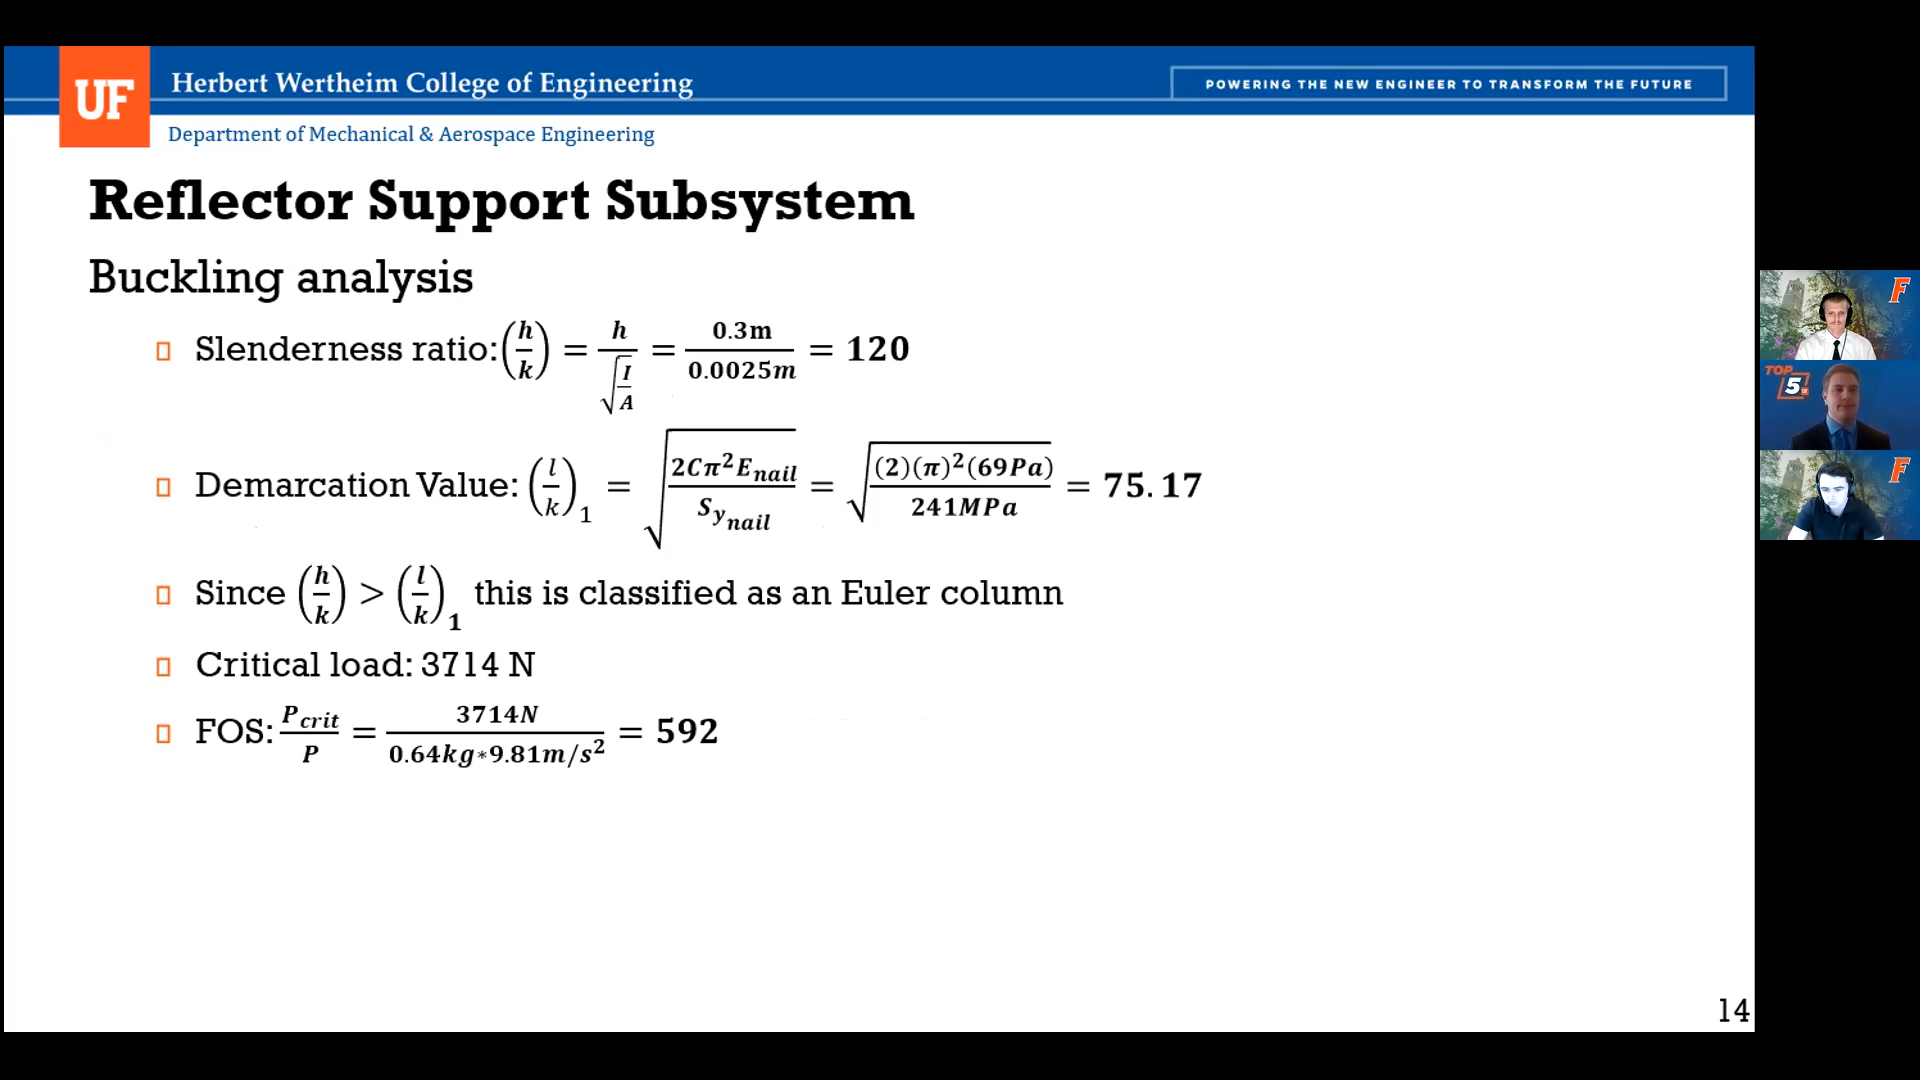 UF
Herbert Wertheim College of Engineering
POWERING THE NEW ENGINEER TO TRANSFORM THE FUTURE
Department of Mechanical & Aerospace Engineering
Reflector Support Subsystem
Buckling analysis
Slenderness ratio: (h/k) = h/√(I/A) = 0.3m/0.0025m = 120
Demarcation Value: (l/k)₁ = √(2Cπ²E_nail/S_y_nail) = √((2)(π)²(69Pa)/241MPa) = 75.17
Since (h/k) > (l/k)₁ this is classified as an Euler column
Critical load: 3714 N
FOS: P_crit/P = 3714N/0.64kg*9.81m/s² = 592
14
F
TOP
5
F